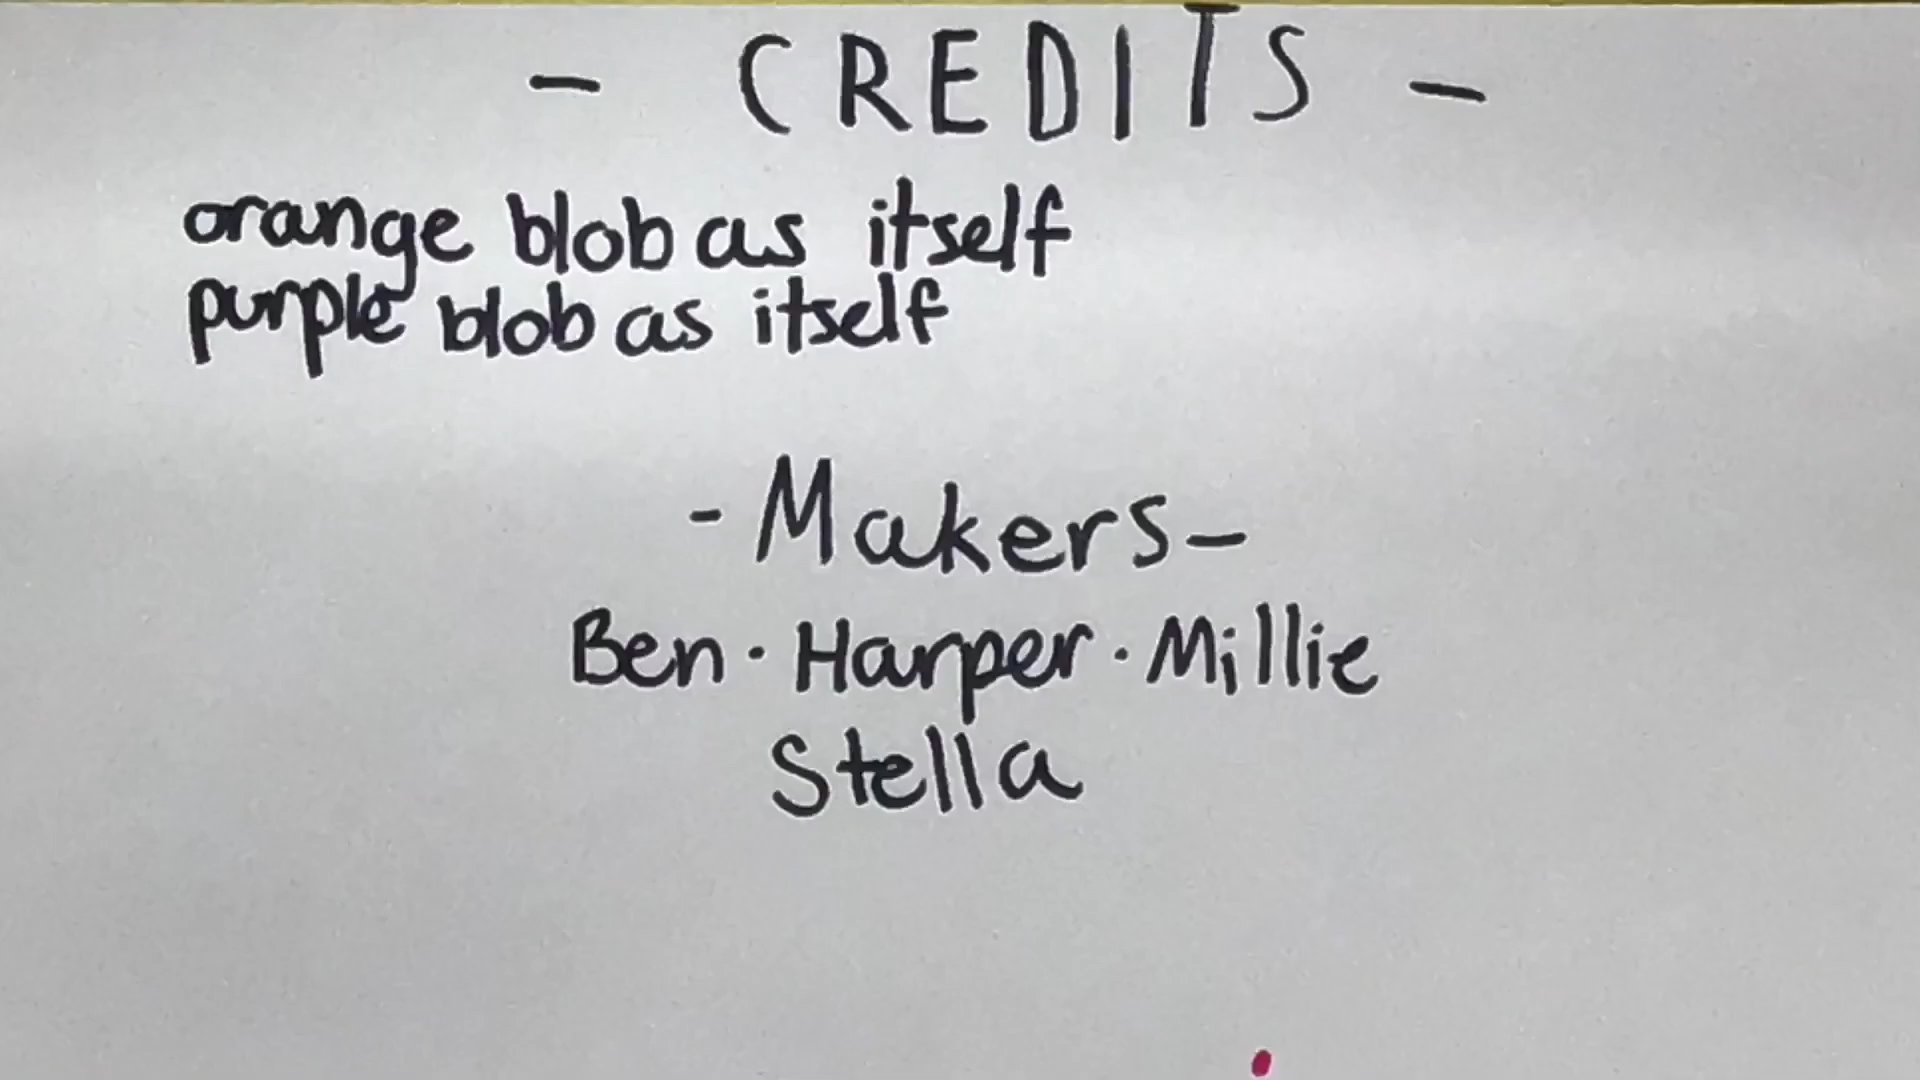 - CREDITS -
orange blob as itself
purple blob as itself
- Makers -
Ben · Harper · Millie
Stella